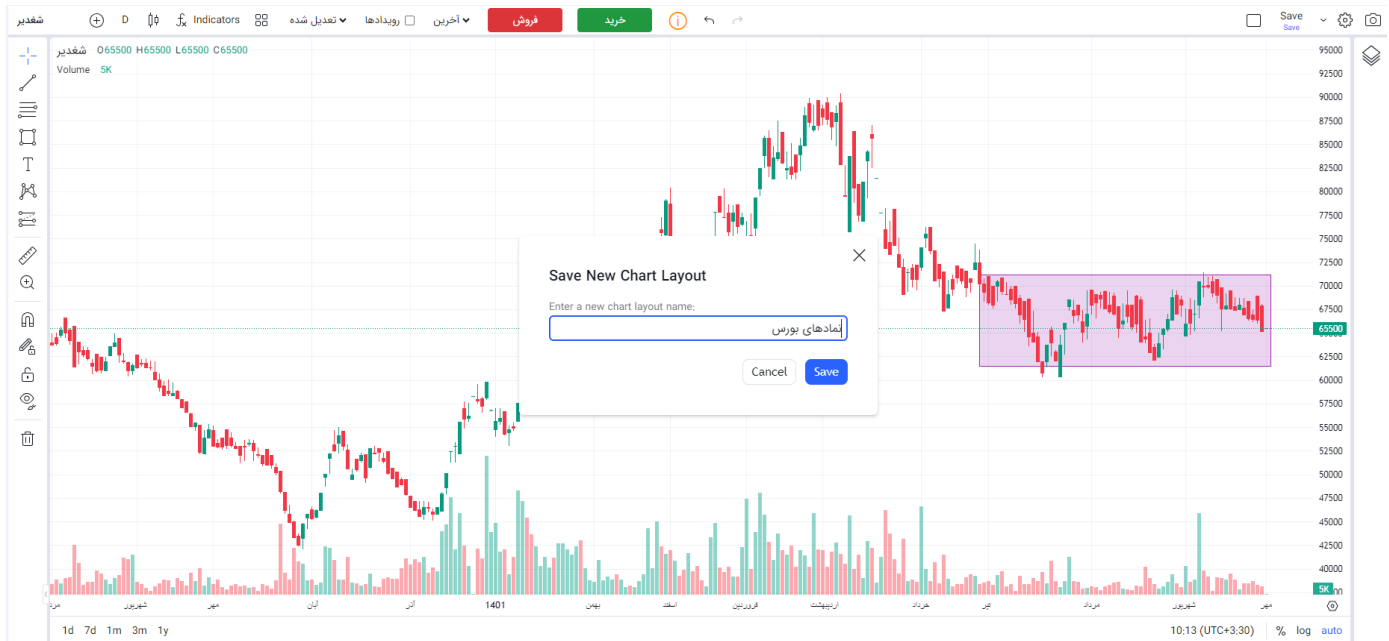 شغدیر D Indicators تعدیل شده رویدادها آخرین فروش خرید Save
Save
شغدیر O65500 H65500 L65500 C65500
Volume 5K
95000
92500
90000
87500
85000
82500
80000
77500
75000
72500
70000
67500
65500
62500
60000
57500
55000
52500
50000
47500
45000
42500
40000
5K
Save New Chart Layout
Enter a new chart layout name:
نمادهای بورس
Cancel Save
شهریور مهر آبان آذر 1401 بهمن اسفند فروردین اردیبهشت خرداد تیر مرداد شهریور مهر
1d 7d 1m 3m 1y 10:13 (UTC+3:30) % log auto